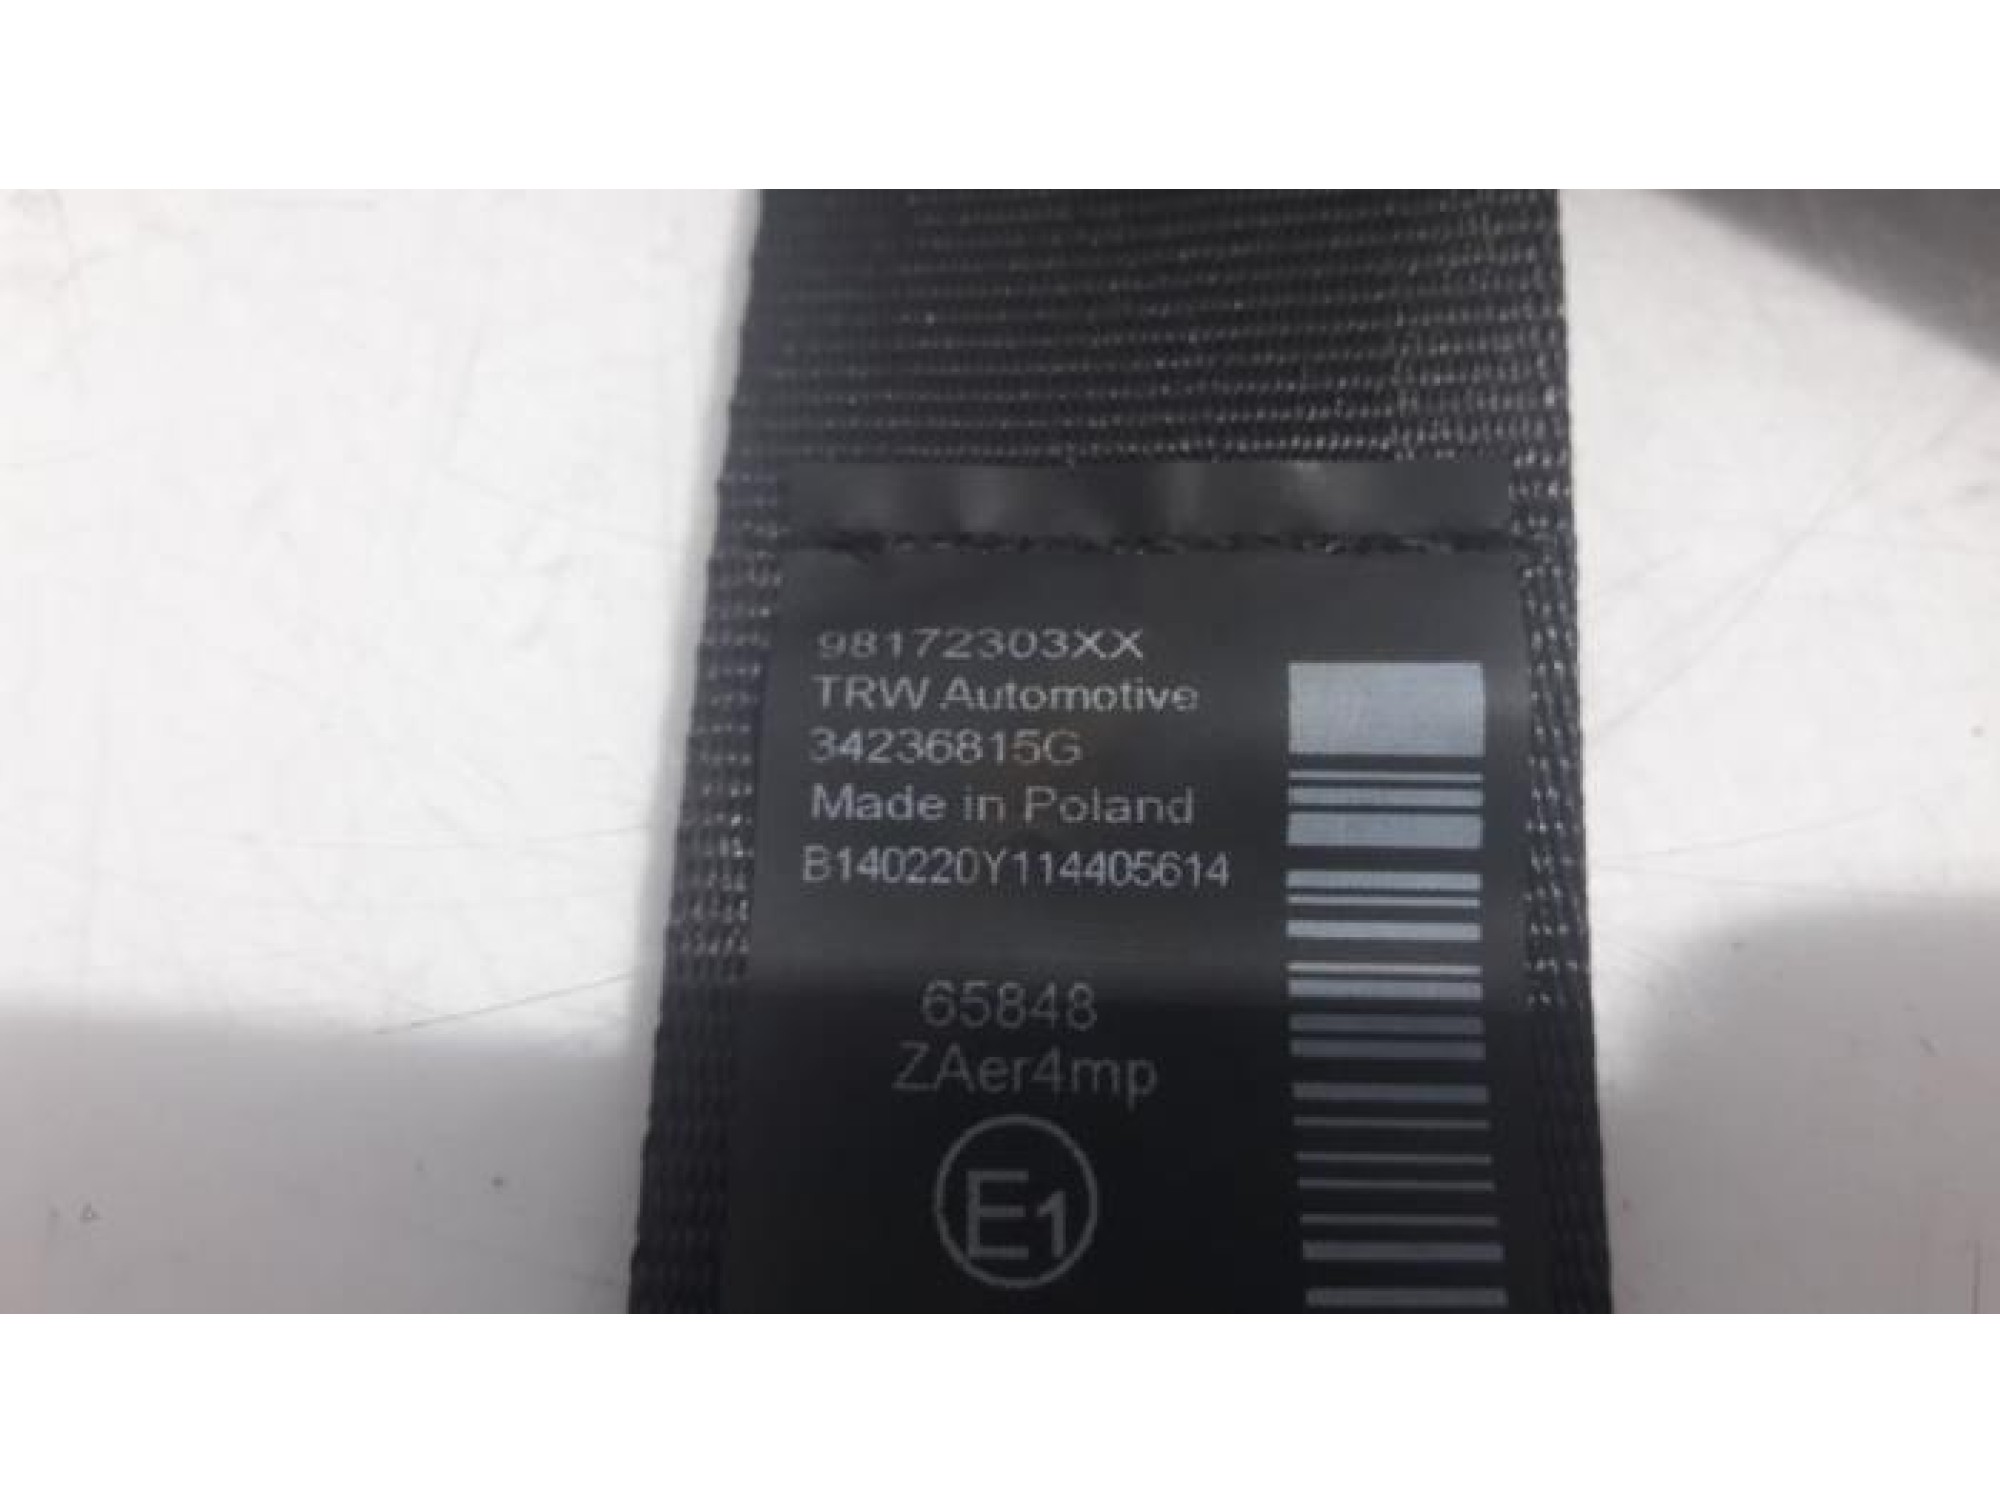 98172303XX
TRW Automotive
34236815G
Made in Poland
B140220Y114405614
65848
ZAer4mp
E1